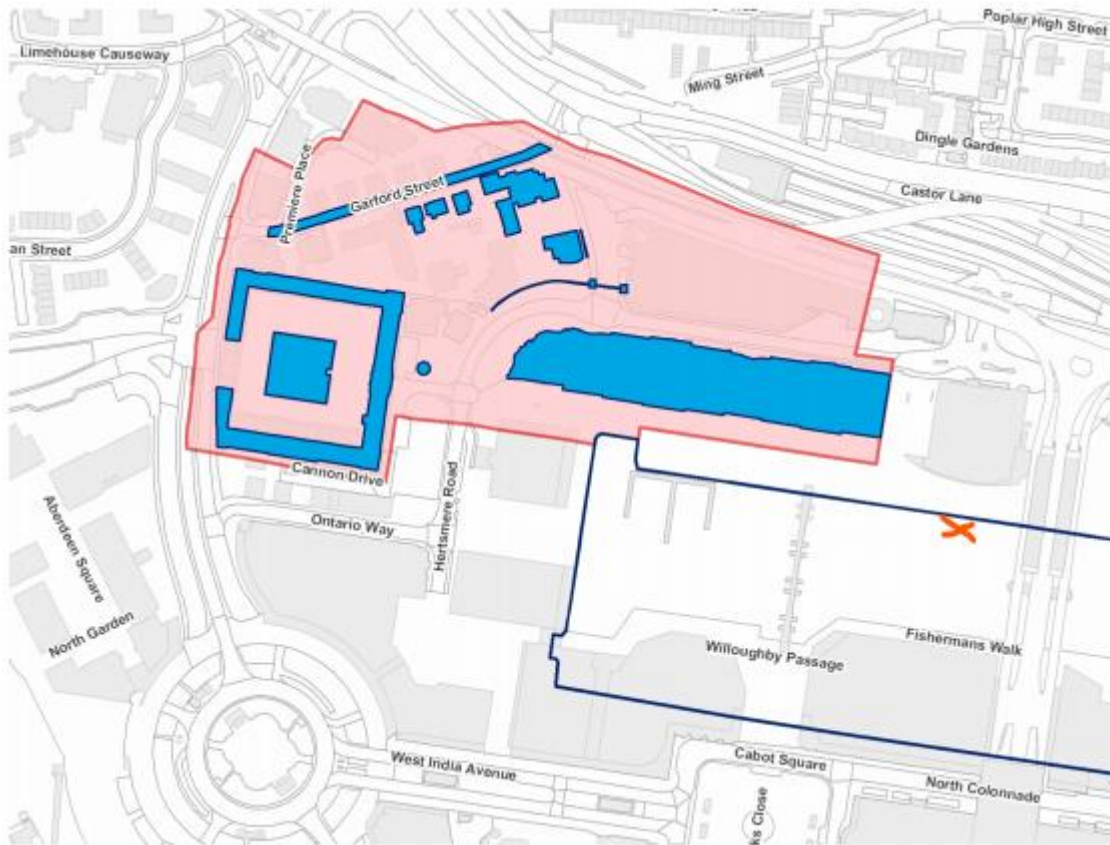 Poplar High Street
Limehouse Causeway
Ming Street
Dingle Gardens
Premiere Place
Garford Street
Castor Lane
an Street
Cannon Drive
Hertsmere Road
Ontario Way
Aberdeen Square
North Garden
Fishermans Walk
Willoughby Passage
West India Avenue
Cabot Square
North Colonnade
ks Close